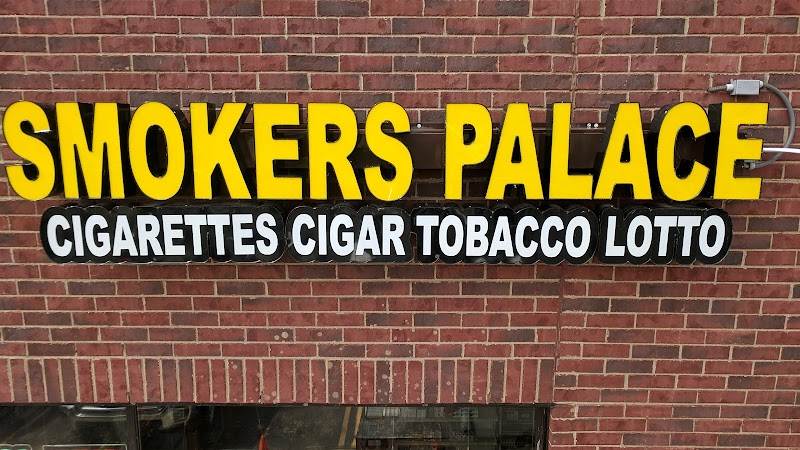 SMOKERS PALACE
CIGARETTES CIGAR TOBACCO LOTTO